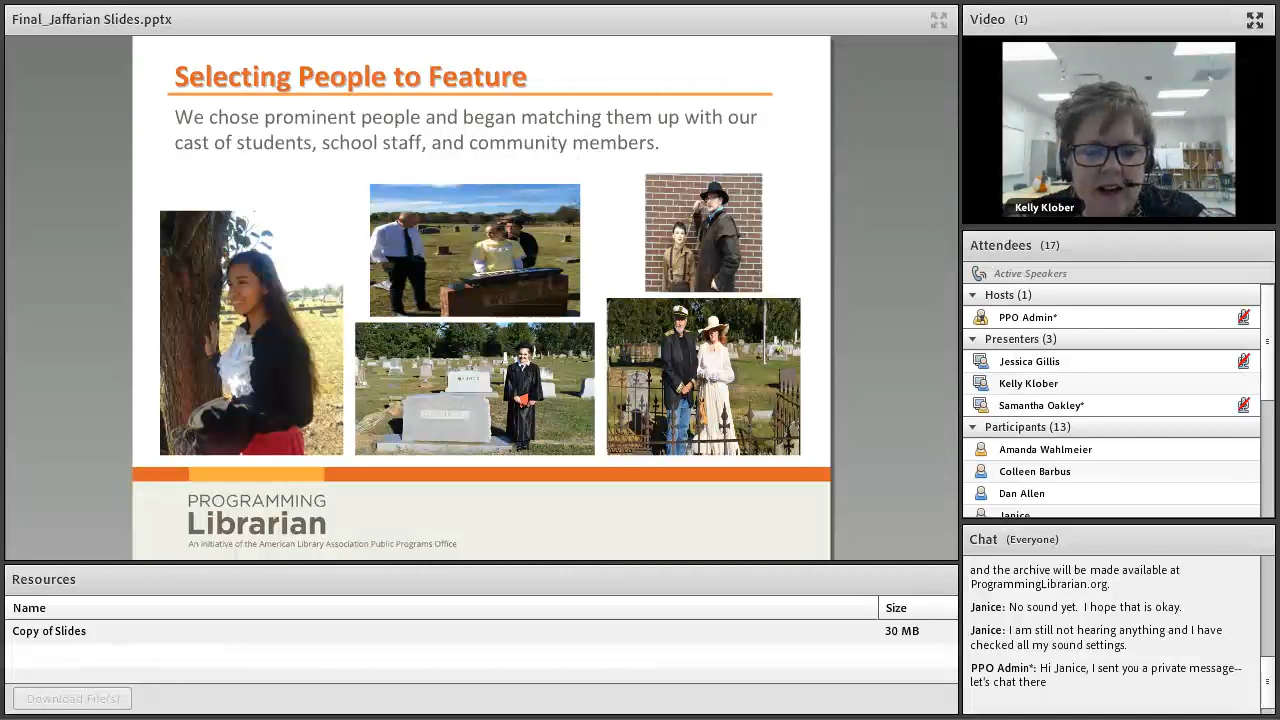 Final_Jaffarian Slides.pptx
Selecting People to Feature
We chose prominent people and began matching them up with our
cast of students, school staff, and community members.
PROGRAMMING
Librarian
An initiative of the American Library Association Public Programs Office
Resources
Name
Size
Copy of Slides
30 MB
Download File(s)
Video (1)
Kelly Klober
Attendees (17)
Active Speakers
Hosts (1)
PPO Admin*
Presenters (3)
Jessica Gillis
Kelly Klober
Samantha Oakley*
Participants (13)
Amanda Wahlmeier
Colleen Barbus
Dan Allen
Janice
Chat (Everyone)
and the archive will be made available at
ProgrammingLibrarian.org.
Janice: No sound yet. I hope that is okay.
Janice: I am still not hearing anything and I have
checked all my sound settings.
PPO Admin*: Hi Janice, I sent you a private message--
let's chat there